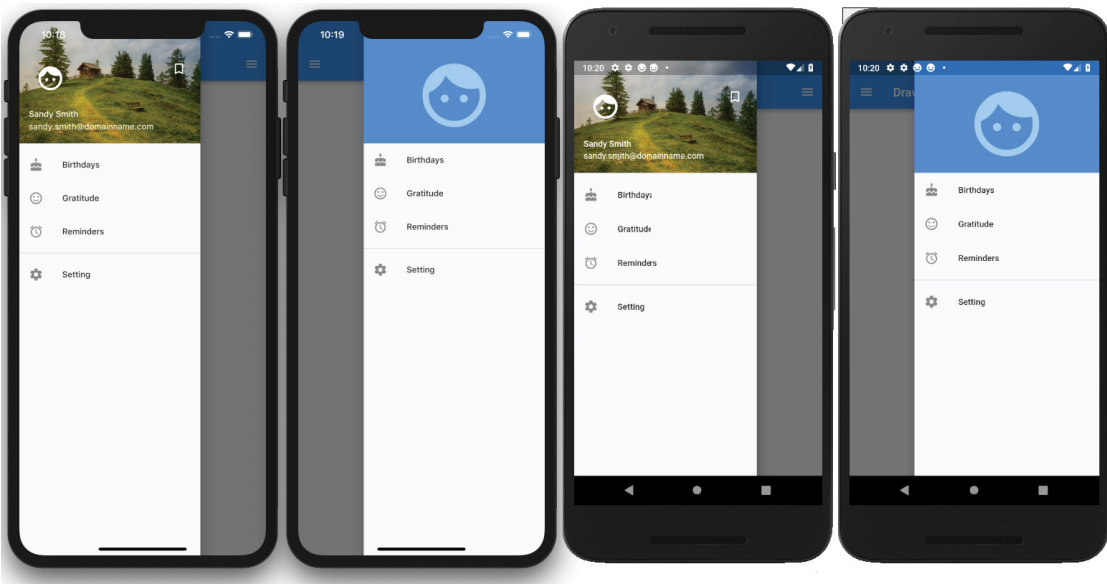 10:18
Sandy Smith
sandy.smith@domainname.com
Birthdays
Gratitude
Reminders
Setting
10:19
Birthdays
Gratitude
Reminders
Setting
10:20
Sandy Smith
sandy.smith@domainname.com
Birthdays
Gratitude
Reminders
Setting
10:20
Draw
Birthdays
Gratitude
Reminders
Setting